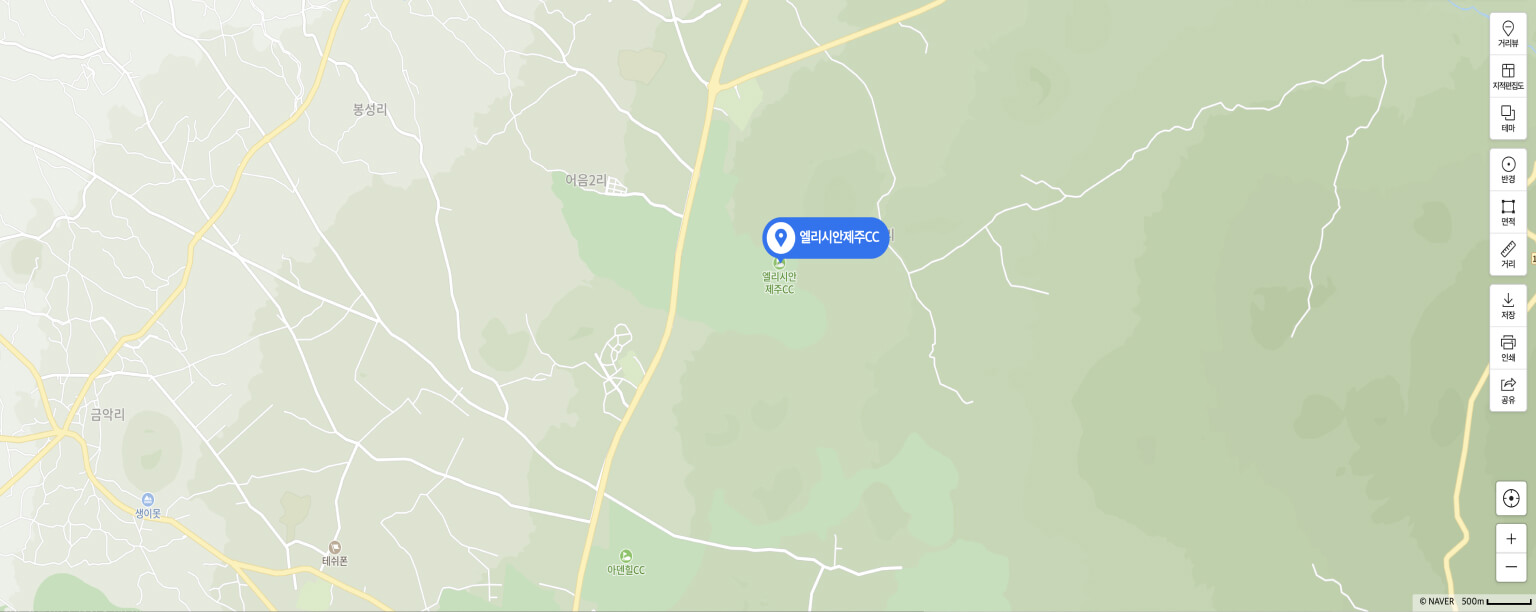 거리뷰
지적편집도
테마
봉성리
반경
어음2리
면적
엘리시안제주CC
리
거리
엘리시안
제주CC
저장
인쇄
공유
금악리
생이못
테쉬폰
아덴힐CC
© NAVER 500m